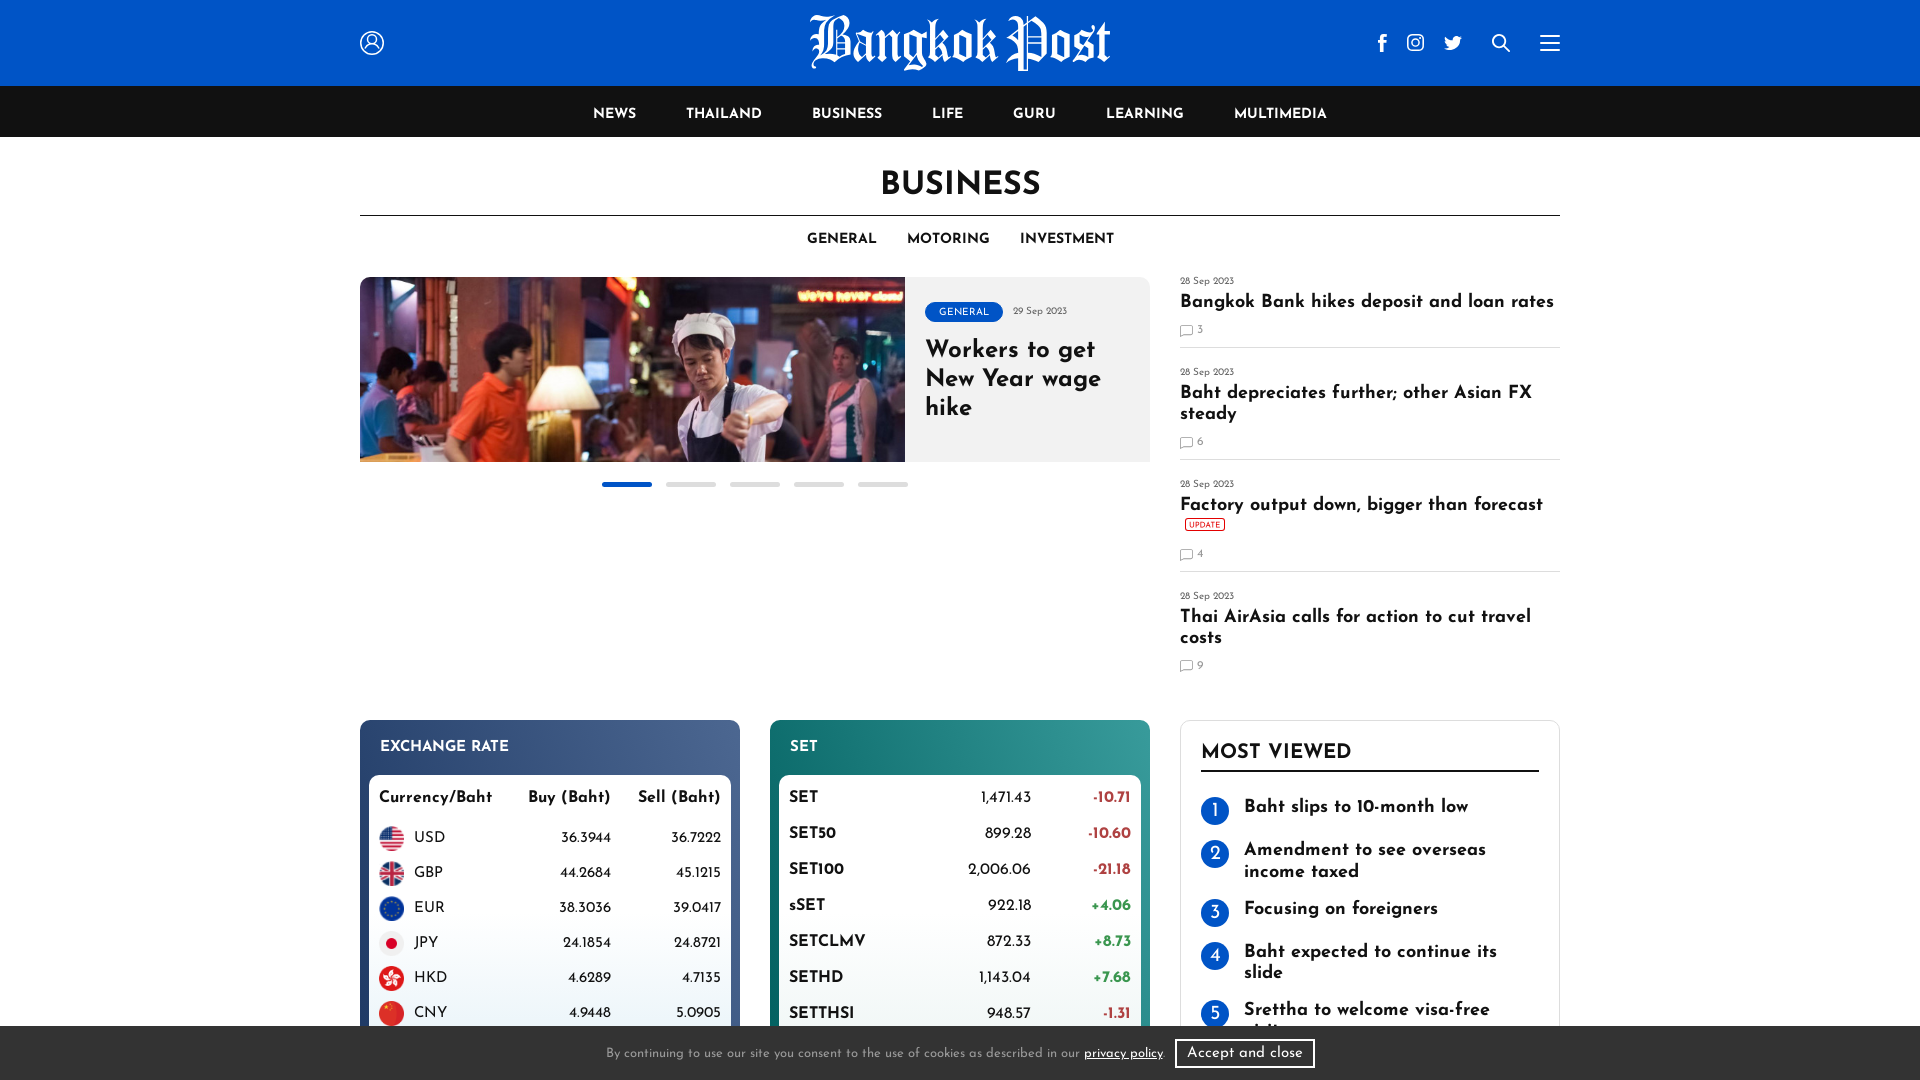 Bangkok Post
NEWS THAILAND BUSINESS LIFE GURU LEARNING MULTIMEDIA
BUSINESS
GENERAL MOTORING INVESTMENT
We're never alone
GENERAL 29 Sep 2023
Workers to get
New Year wage
hike
28 Sep 2023
Bangkok Bank hikes deposit and loan rates
3
28 Sep 2023
Baht depreciates further; other Asian FX
steady
6
28 Sep 2023
Factory output down, bigger than forecast
UPDATE
4
28 Sep 2023
Thai AirAsia calls for action to cut travel
costs
9
EXCHANGE RATE
Currency/Baht Buy (Baht) Sell (Baht)
USD 36.3944 36.7222
GBP 44.2684 45.1215
EUR 38.3036 39.0417
JPY 24.1854 24.8721
HKD 4.6289 4.7135
CNY 4.9448 5.0905
SET
SET 1,471.43 -10.71
SET50 899.28 -10.60
SET100 2,006.06 -21.18
sSET 922.18 +4.06
SETCLMV 872.33 +8.73
SETHD 1,143.04 +7.68
SETTHSI 948.57 -1.31
MOST VIEWED
1 Baht slips to 10-month low
2 Amendment to see overseas
income taxed
3 Focusing on foreigners
4 Baht expected to continue its
slide
5 Srettha to welcome visa-free
By continuing to use our site you consent to the use of cookies as described in our privacy policy. Accept and close